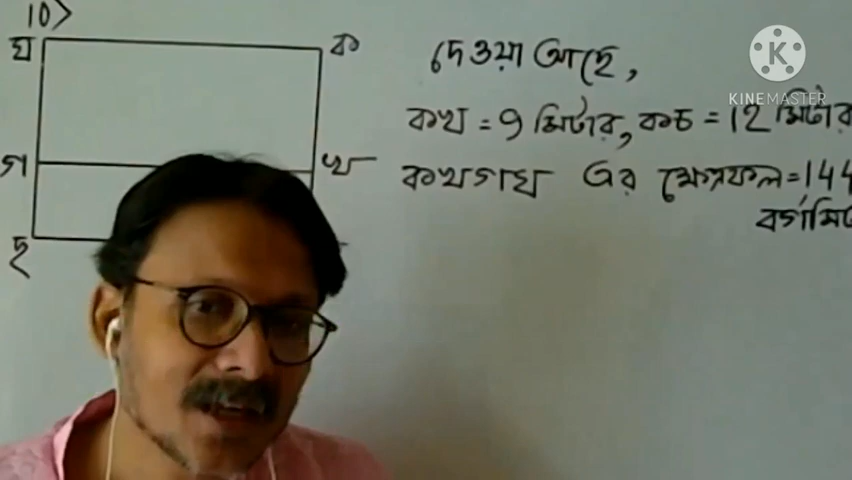 10>
ঘ ক
গ খ
ছ
দেওয়া আছে,
কখ = 9 মিটার, কচ = 12 মিটার
কখগঘ এর ক্ষেত্রফল = 144
বর্গমি
K
KINEMASTER